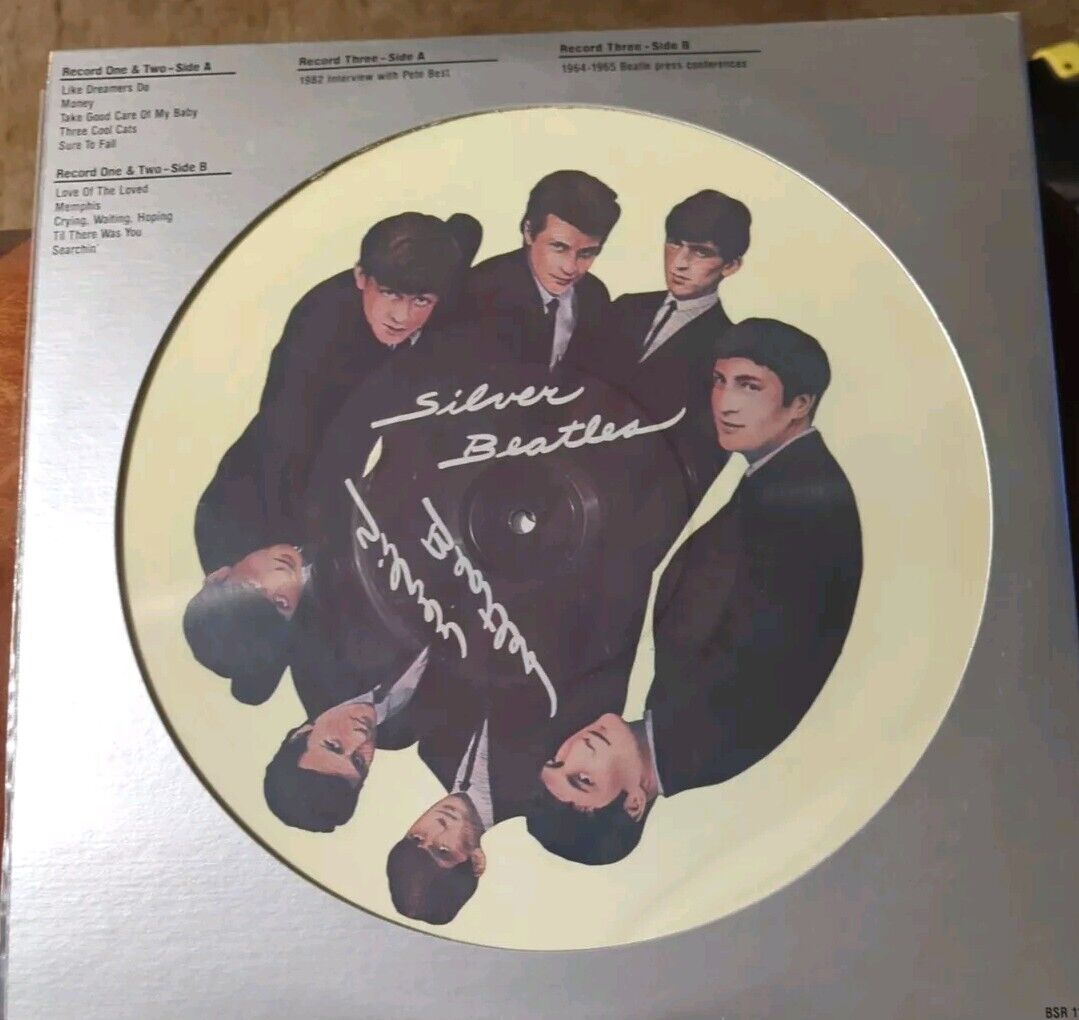 Record One & Two - Side A
Like Dreamers Do
Money
Take Good Care Of My Baby
Three Cool Cats
Sure To Fall
Record One & Two - Side B
Love Of The Loved
Memphis
Crying, Waiting, Hoping
Til There Was You
Searchin'
Record Three - Side A
1982 Interview with Pete Best
Record Three - Side B
1964-1965 Beatle press conferences
Silver
Beatles
Silver
Beatles
BSR 1